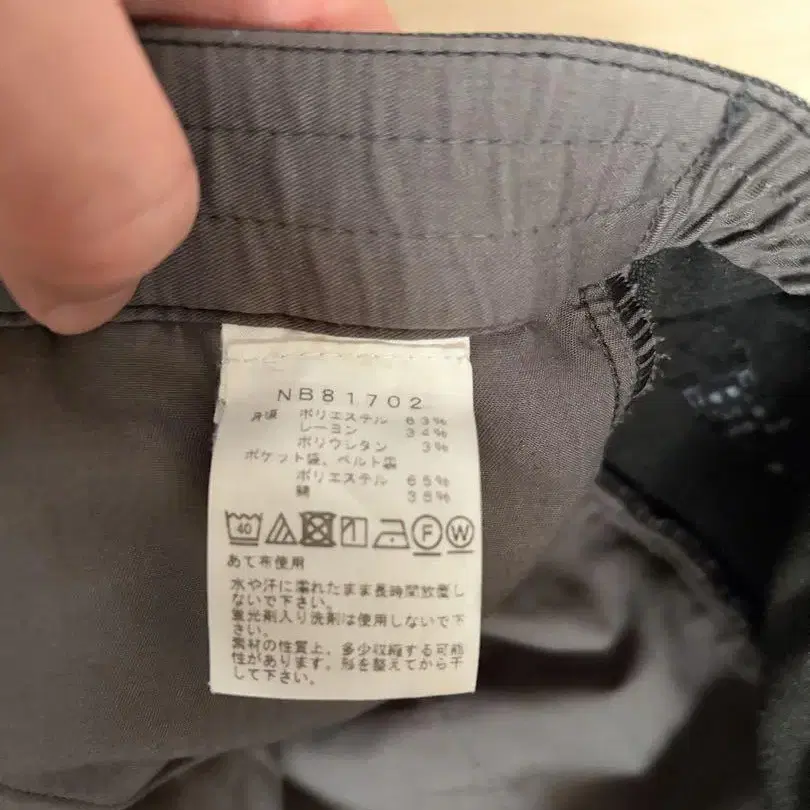 NB81702
身頃 ポリエステル 63%
レーヨン 34%
ポリウレタン 3%
ポケット袋、ベルト裏
ポリエステル 65%
綿 35%
40 F W
あて布使用
水や汗に濡れたまま長時間放置し
ないで下さい。
蛍光剤入り洗剤は使用しないで下
さい。
素材の性質上、多少収縮する可能
性があります。形を整えてから干
して下さい。